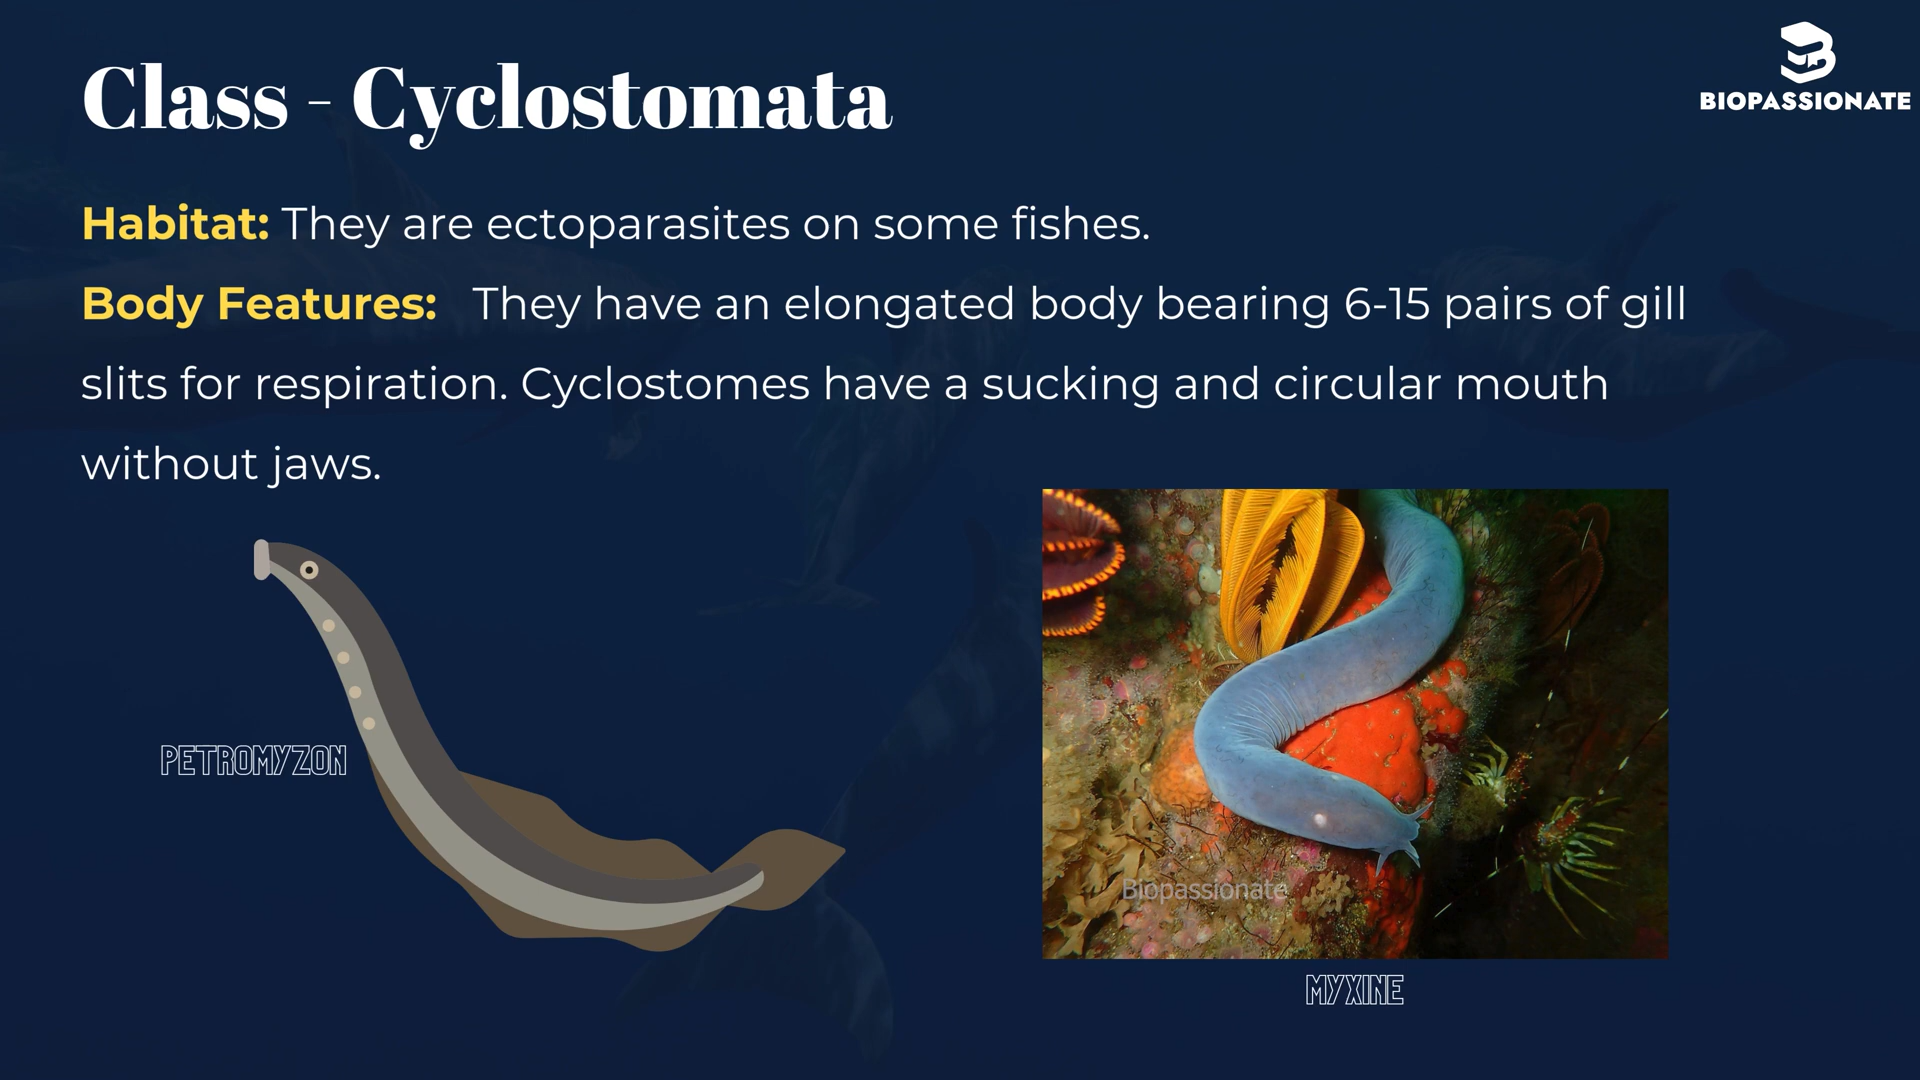 Class - Cyclostomata
BIOPASSIONATE
Habitat: They are ectoparasites on some fishes.
Body Features: They have an elongated body bearing 6-15 pairs of gill
slits for respiration. Cyclostomes have a sucking and circular mouth
without jaws.
PETROMYZON
Biopassionate
MYXINE